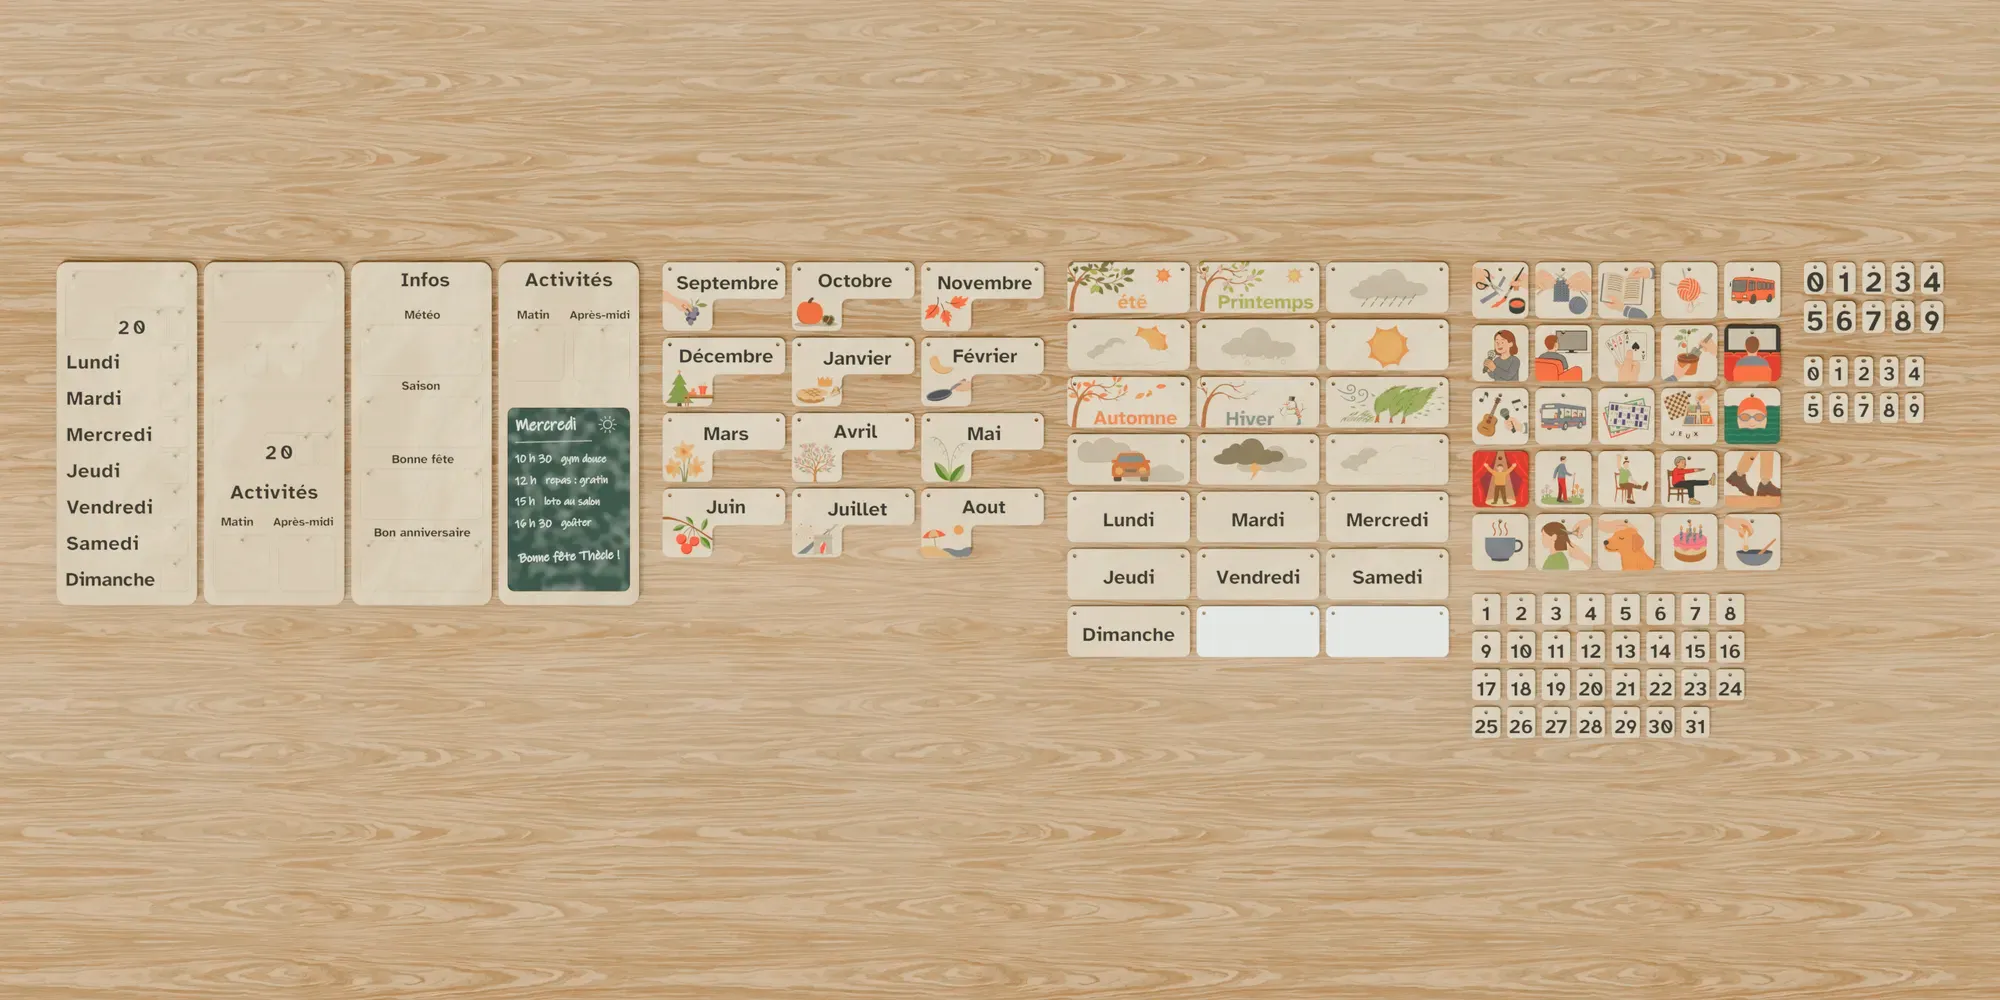 20
Lundi
Mardi
Mercredi
Jeudi
Vendredi
Samedi
Dimanche
20
Activités
Matin Après-midi
Infos
Météo
Saison
Bonne fête
Bon anniversaire
Activités
Matin Après-midi
Mercredi
10 h 30 gym douce
12 h repas : gratin
15 h loto au salon
16 h 30 goûter
Bonne fête Thècle !
Septembre
Octobre
Novembre
Décembre
Janvier
Février
Mars
Avril
Mai
Juin
Juillet
Aout
été
Printemps
Automne
Hiver
Lundi
Mardi
Mercredi
Jeudi
Vendredi
Samedi
Dimanche
JEUX
1 2 3 4 5 6 7 8
9 10 11 12 13 14 15 16
17 18 19 20 21 22 23 24
25 26 27 28 29 30 31
0 1 2 3 4
5 6 7 8 9
0 1 2 3 4
5 6 7 8 9